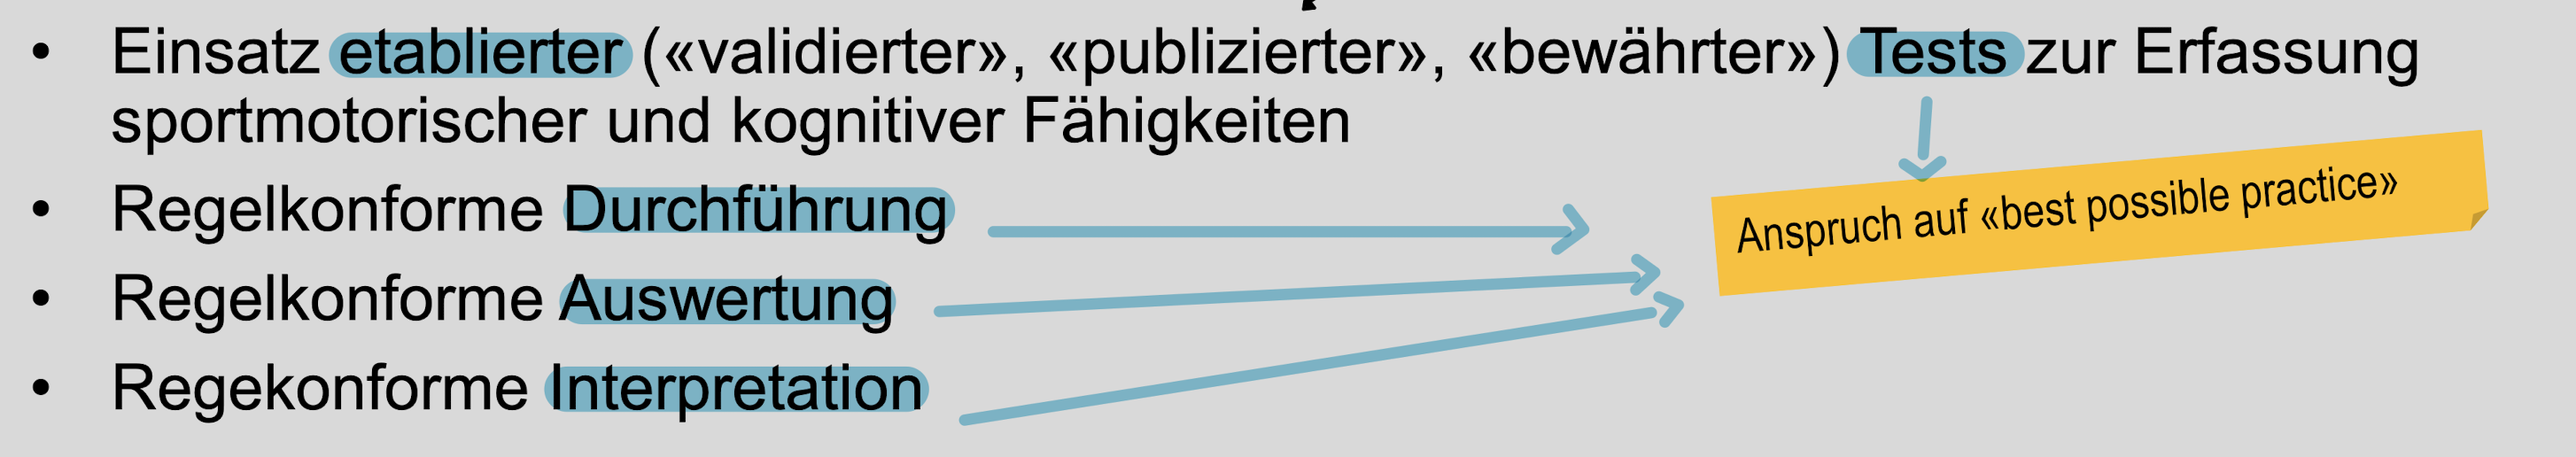 • Einsatz etablierter («validierter», «publizierter», «bewährter») Tests zur Erfassung
sportmotorischer und kognitiver Fähigkeiten
• Regelkonforme Durchführung
• Regelkonforme Auswertung
• Regekonforme Interpretation
Anspruch auf «best possible practice»